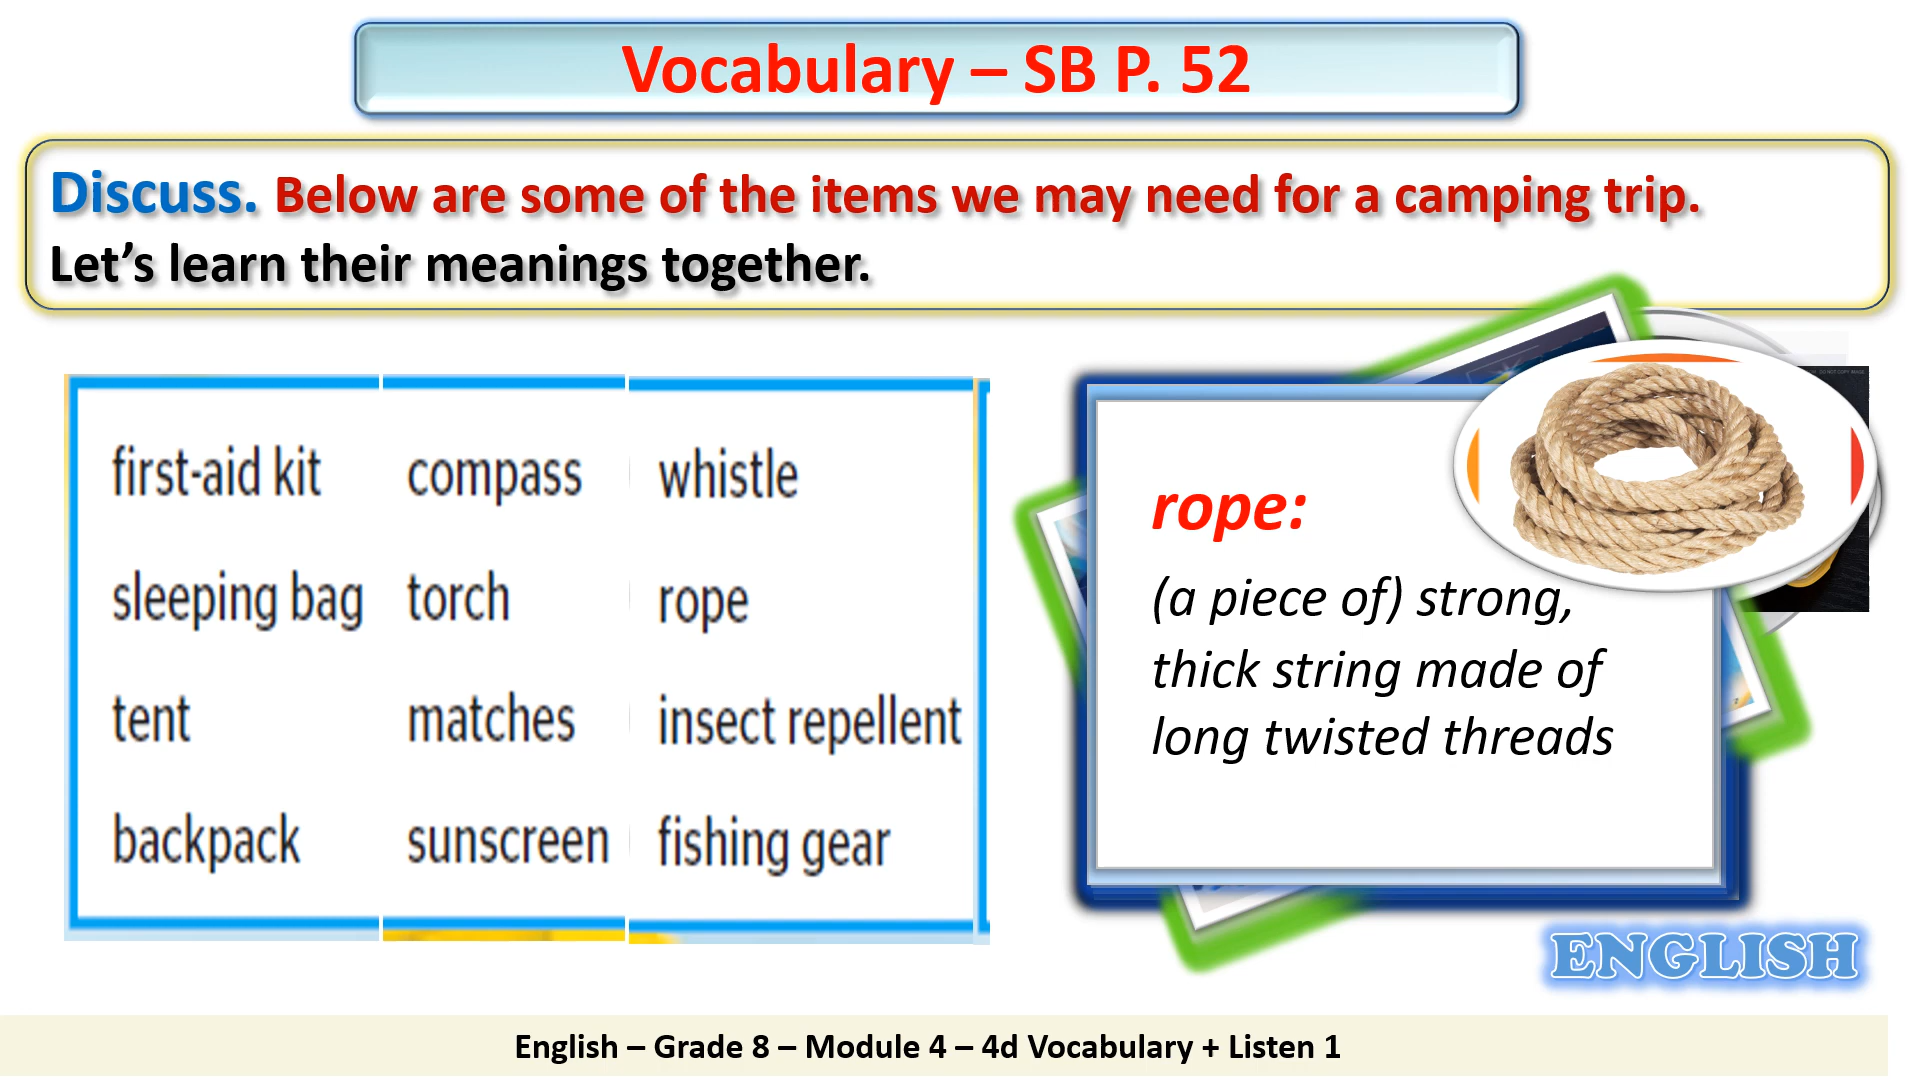 Vocabulary – SB P. 52
Discuss. Below are some of the items we may need for a camping trip.
Let’s learn their meanings together.
first-aid kit compass whistle
sleeping bag torch rope
tent matches insect repellent
backpack sunscreen fishing gear
rope:
(a piece of) strong,
thick string made of
long twisted threads
ENGLISH
English – Grade 8 – Module 4 – 4d Vocabulary + Listen 1